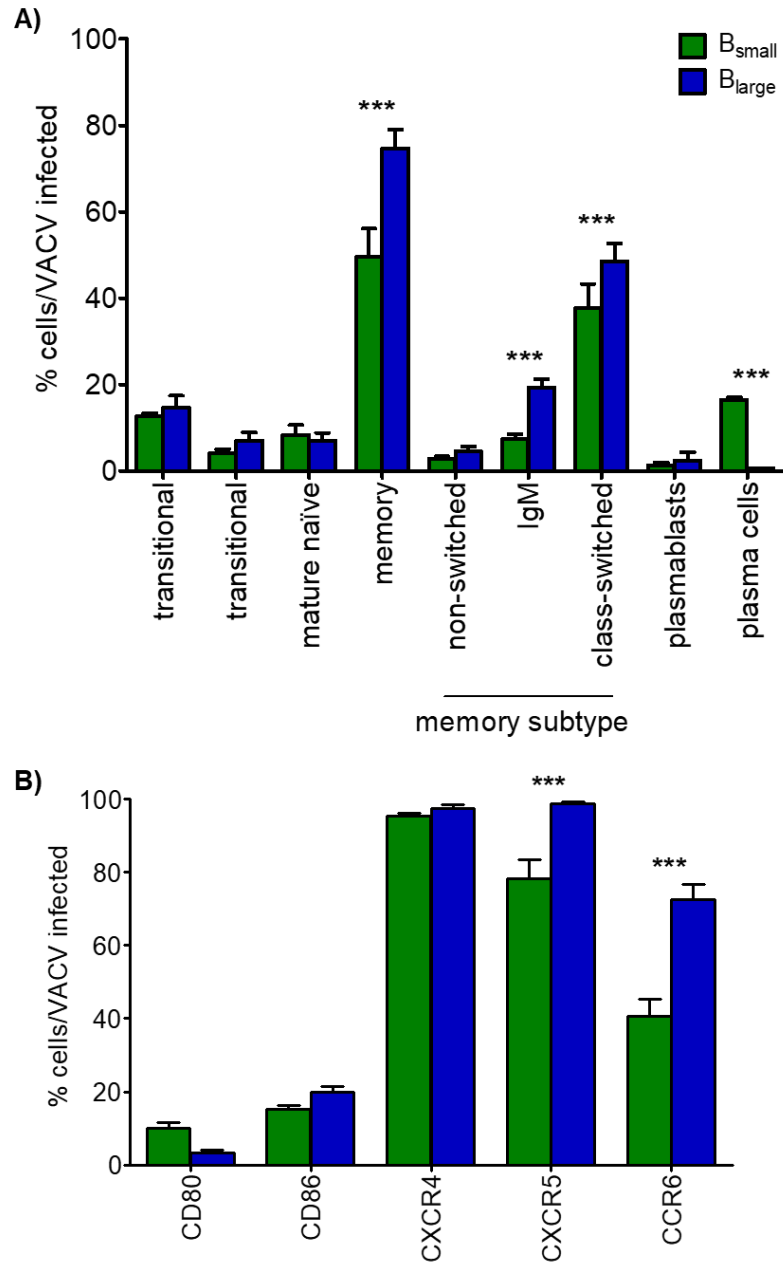 A)
B small
B large
% cells/VACV infected
100
80
60
40
20
0
***
***
***
***
transitional
transitional
mature naïve
memory
non-switched
IgM
class-switched
plasmablasts
plasma cells
memory subtype
B)
% cells/VACV infected
100
80
60
40
20
0
***
***
CD80
CD86
CXCR4
CXCR5
CCR6